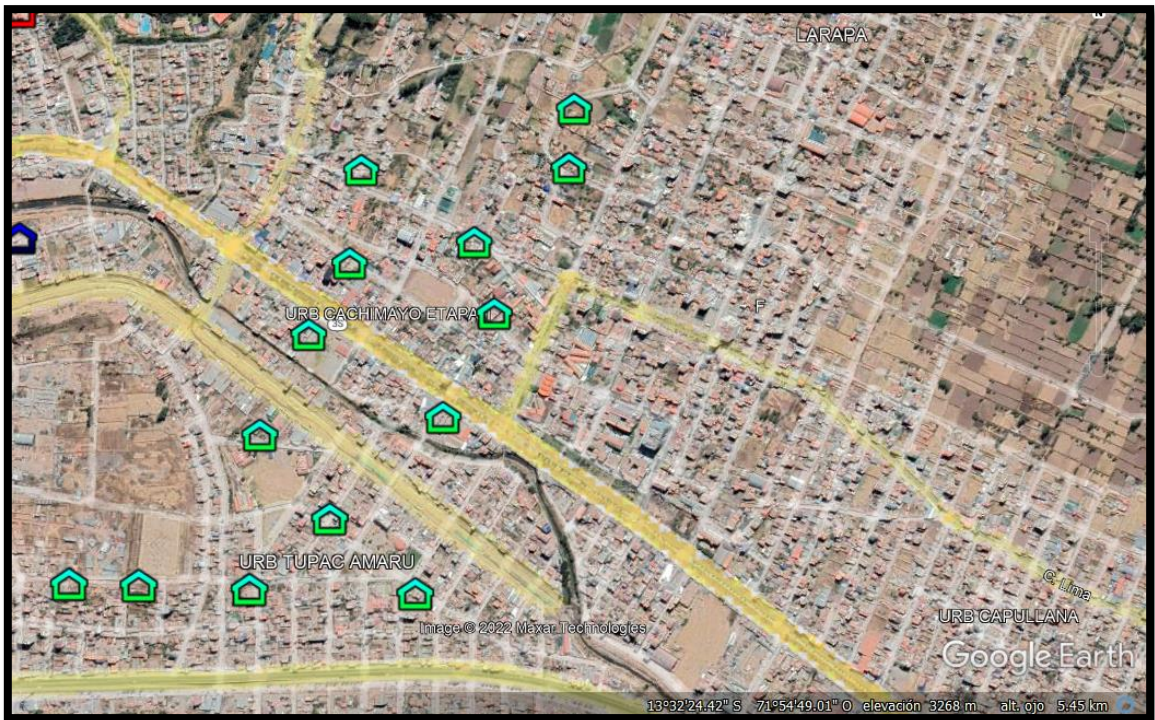 LARAPA
F
URB CACHIMAYO ETAPA
3S
URB TUPAC AMARU
C. Lima
URB CAPULLANA
Image © 2022 Maxar Technologies
Google Earth
13°32'24.42" S 71°54'49.01" O elevación 3268 m alt. ojo 5.45 km